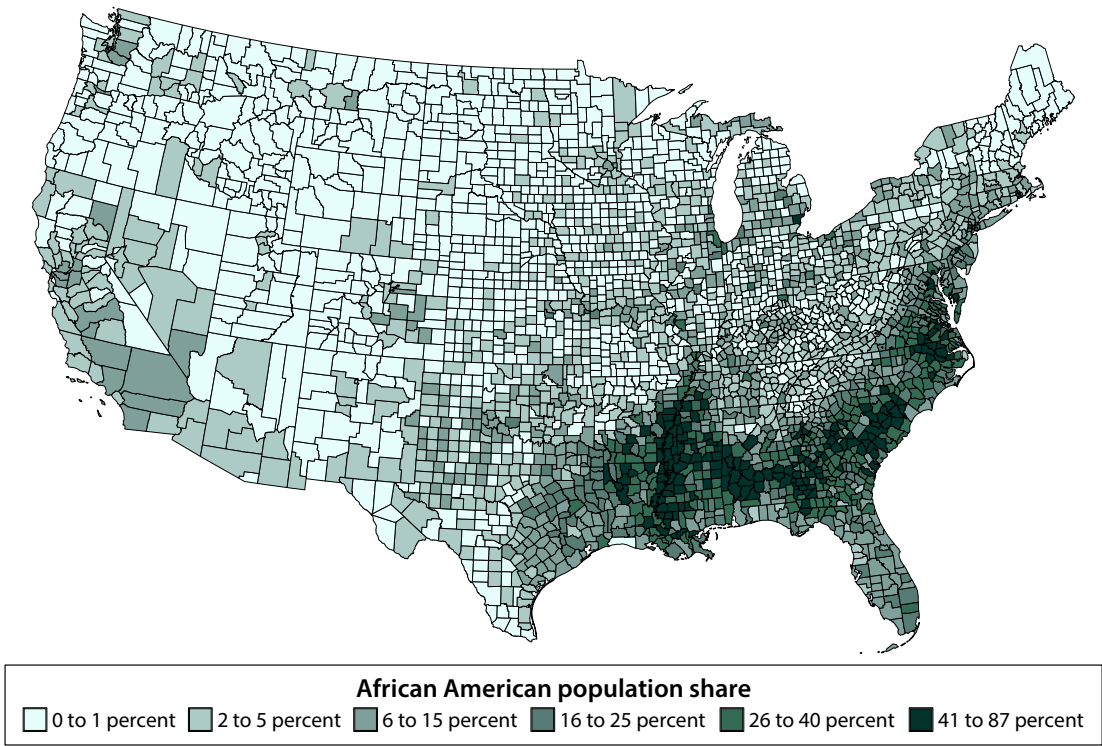 African American population share
0 to 1 percent 2 to 5 percent 6 to 15 percent 16 to 25 percent 26 to 40 percent 41 to 87 percent